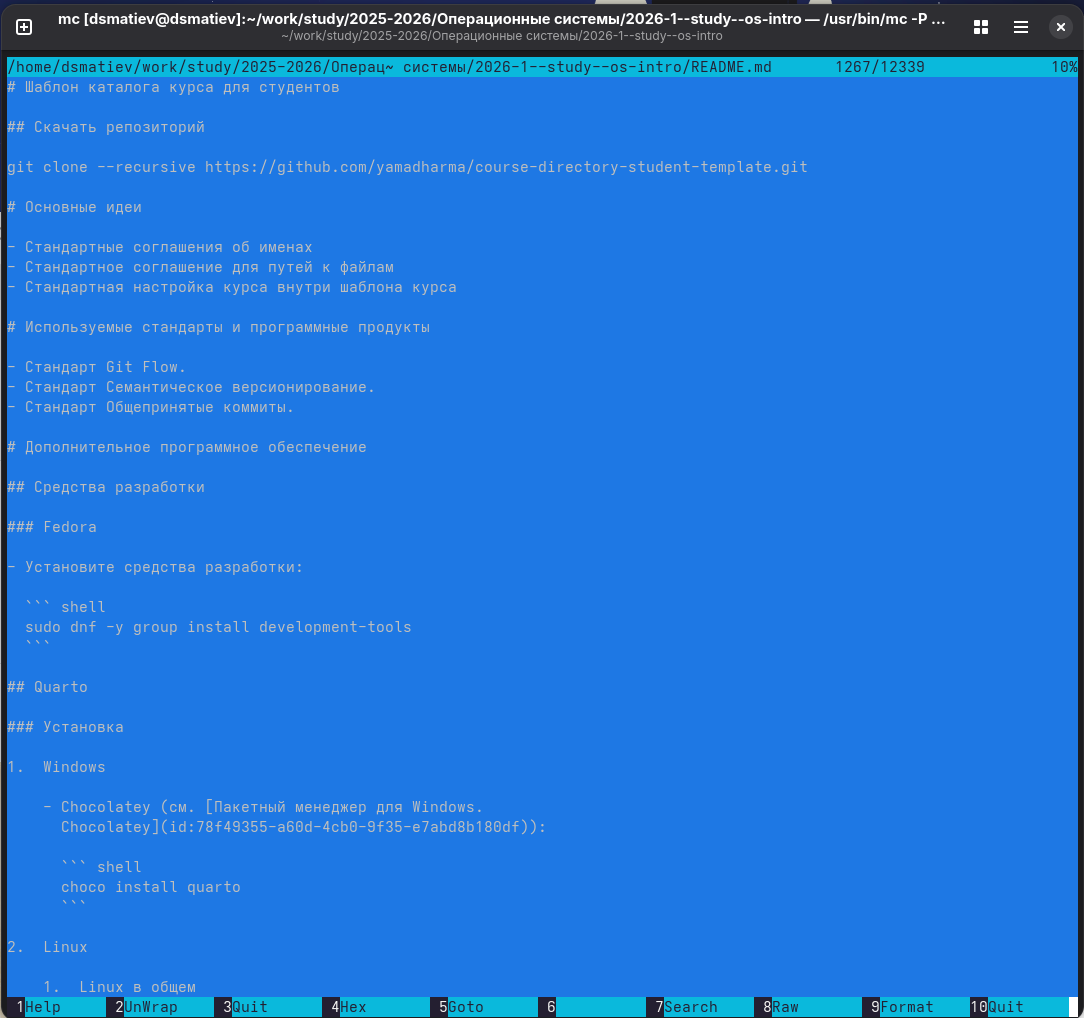 mc [dsmatiev@dsmatiev]:~/work/study/2025-2026/Операционные системы/2026-1--study--os-intro — /usr/bin/mc -P ...
~/work/study/2025-2026/Операционные системы/2026-1--study--os-intro
/home/dsmatiev/work/study/2025-2026/Операц~ системы/2026-1--study--os-intro/README.md 1267/12339 10%
# Шаблон каталога курса для студентов
## Скачать репозиторий
git clone --recursive https://github.com/yamadharma/course-directory-student-template.git
# Основные идеи
- Стандартные соглашения об именах
- Стандартное соглашение для путей к файлам
- Стандартная настройка курса внутри шаблона курса
# Используемые стандарты и программные продукты
- Стандарт Git Flow.
- Стандарт Семантическое версионирование.
- Стандарт Общепринятые коммиты.
# Дополнительное программное обеспечение
## Средства разработки
### Fedora
- Установите средства разработки:
``` shell
sudo dnf -y group install development-tools
```
## Quarto
### Установка
1. Windows
- Chocolatey (см. [Пакетный менеджер для Windows.
Chocolatey](id:78f49355-a60d-4cb0-9f35-e7abd8b180df)):
``` shell
choco install quarto
```
2. Linux
1. Linux в общем
1Help 2UnWrap 3Quit 4Hex 5Goto 6 7Search 8Raw 9Format 10Quit